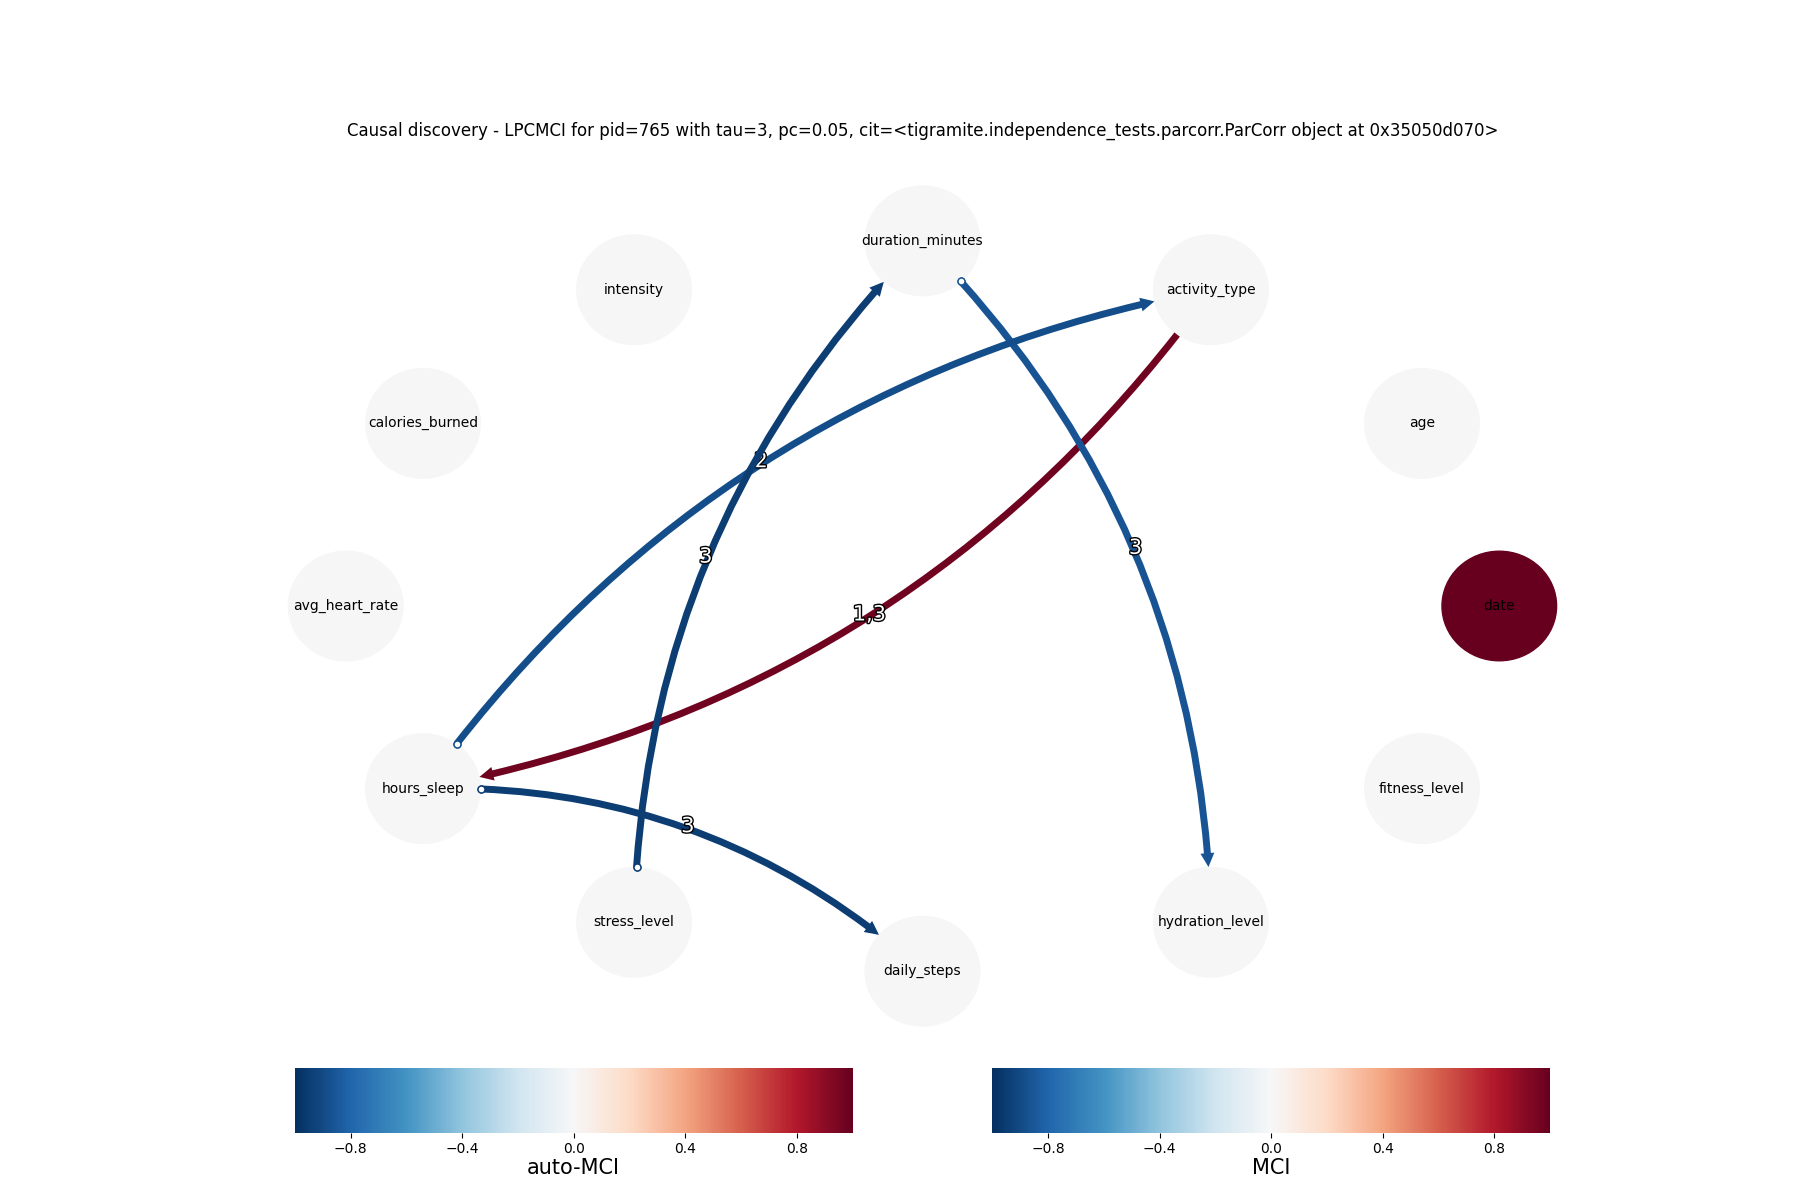 Causal discovery - LPCMCI for pid=765 with tau=3, pc=0.05, cit=<tigramite.independence_tests.parcorr.ParCorr object at 0x35050d070>
duration_minutes
intensity
activity_type
calories_burned
age
2
3
3
avg_heart_rate
1,3
date
hours_sleep
fitness_level
3
stress_level
hydration_level
daily_steps
−0.8 −0.4 0.0 0.4 0.8
auto-MCI
−0.8 −0.4 0.0 0.4 0.8
MCI